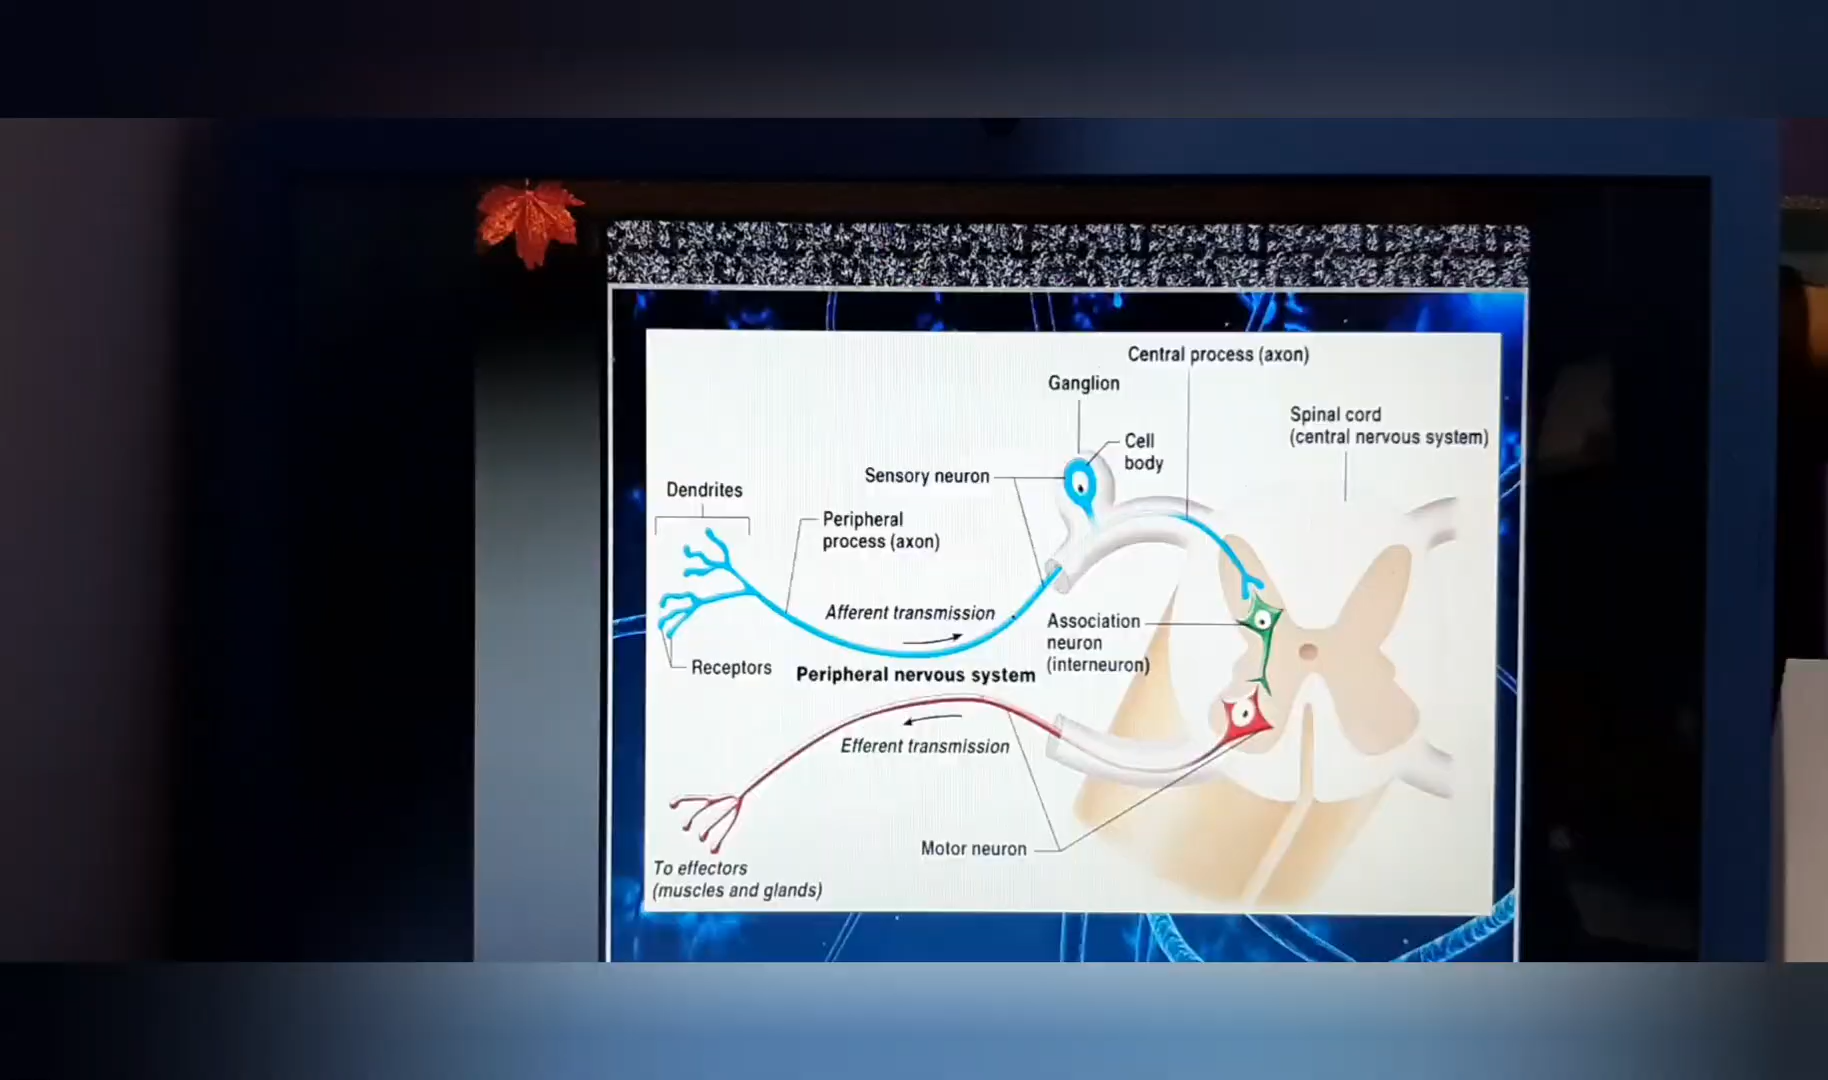 Central process (axon)
Ganglion
Spinal cord
(central nervous system)
Cell
body
Sensory neuron
Dendrites
Peripheral
process (axon)
Afferent transmission
Association
neuron
(interneuron)
Receptors
Peripheral nervous system
Efferent transmission
Motor neuron
To effectors
(muscles and glands)